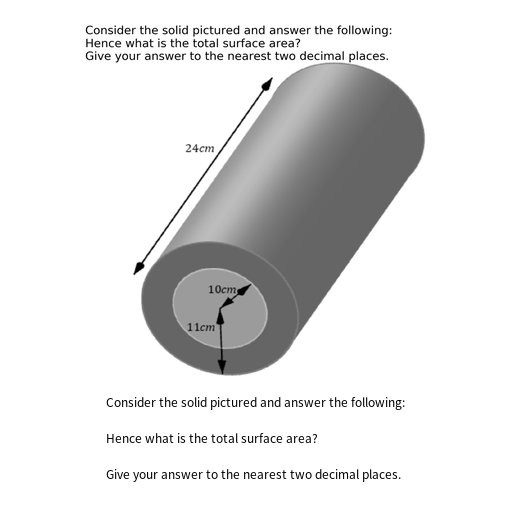 Consider the solid pictured and answer the following:
Hence what is the total surface area?
Give your answer to the nearest two decimal places.
24cm
10cm
11cm
Consider the solid pictured and answer the following:
Hence what is the total surface area?
Give your answer to the nearest two decimal places.